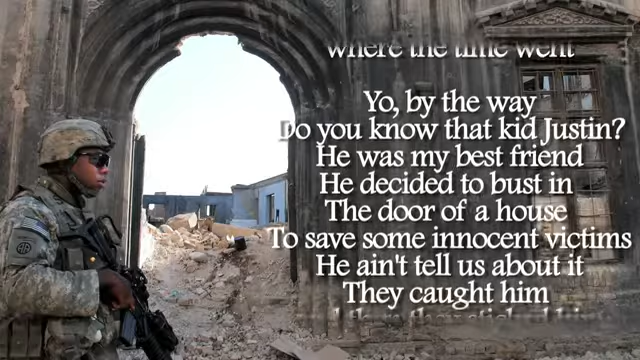 where the time went
Yo, by the way
Do you know that kid Justin?
He was my best friend
He decided to bust in
The door of a house
To save some innocent victims
He ain't tell us about it
They caught him